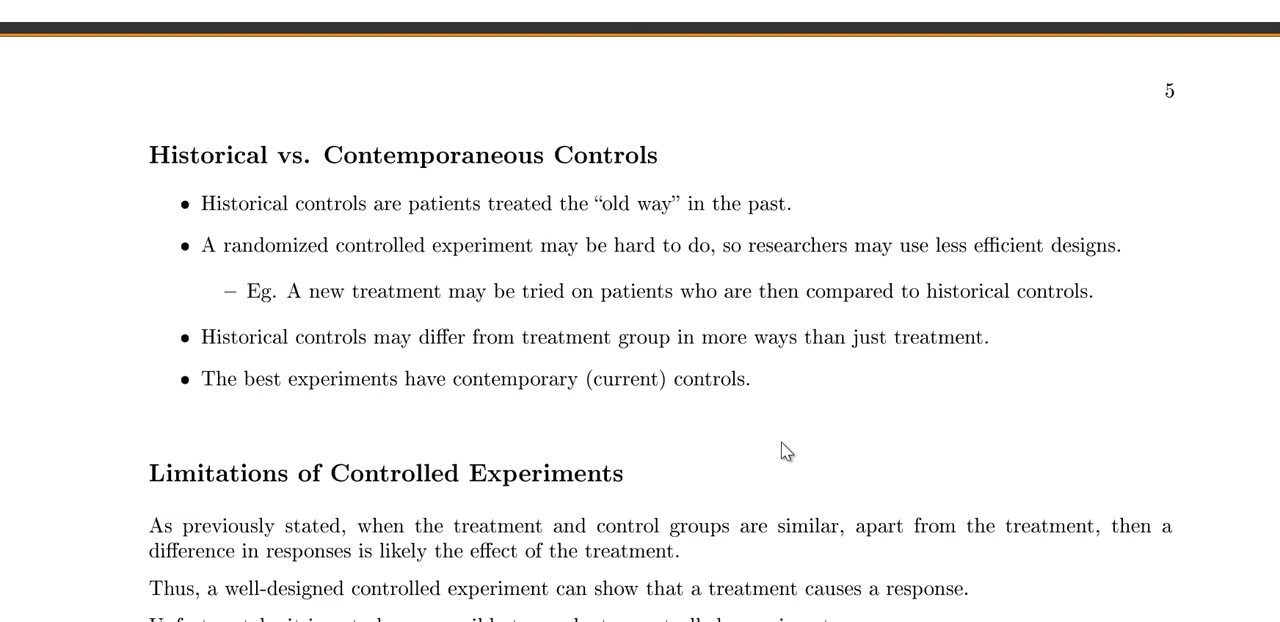 5
Historical vs. Contemporaneous Controls
• Historical controls are patients treated the “old way” in the past.
• A randomized controlled experiment may be hard to do, so researchers may use less efficient designs.
– Eg. A new treatment may be tried on patients who are then compared to historical controls.
• Historical controls may differ from treatment group in more ways than just treatment.
• The best experiments have contemporary (current) controls.
Limitations of Controlled Experiments
As previously stated, when the treatment and control groups are similar, apart from the treatment, then a
difference in responses is likely the effect of the treatment.
Thus, a well-designed controlled experiment can show that a treatment causes a response.